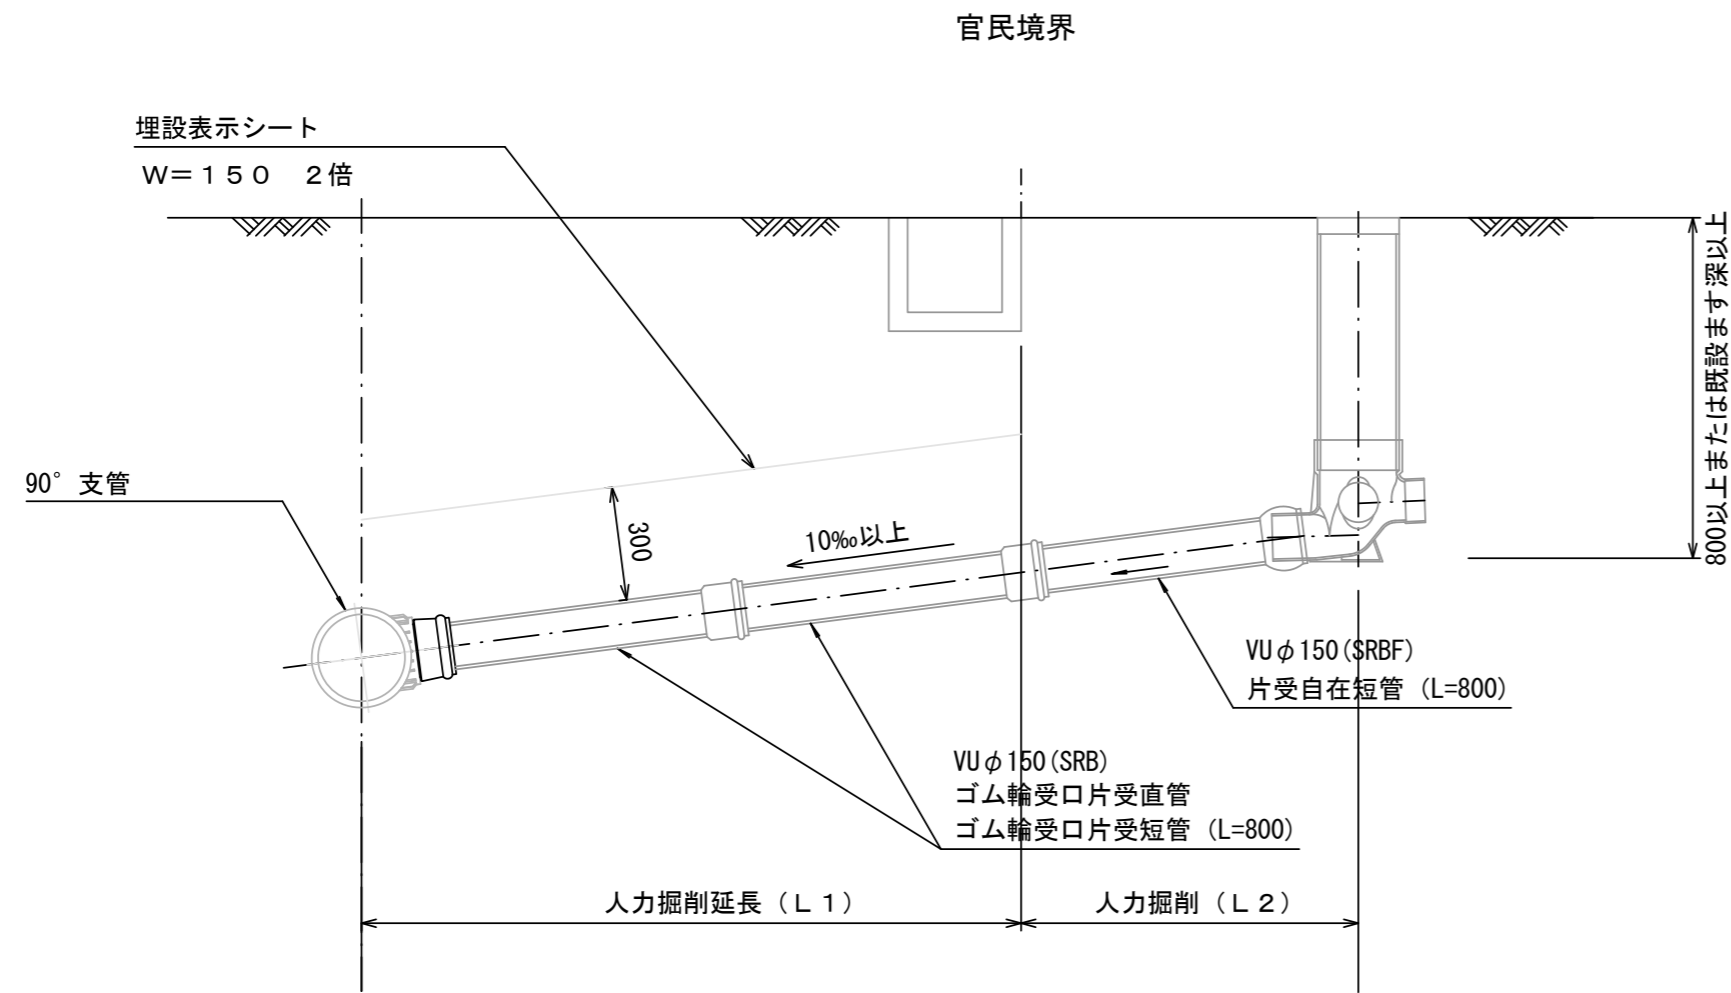 官民境界
埋設表示シート
W=150 2倍
800以上または既設ます深以上
90°支管
300
10‰以上
VUφ150(SRBF)
片受自在短管 (L=800)
VUφ150(SRB)
ゴム輪受口片受直管
ゴム輪受口片受短管 (L=800)
人力掘削延長(L1)
人力掘削(L2)